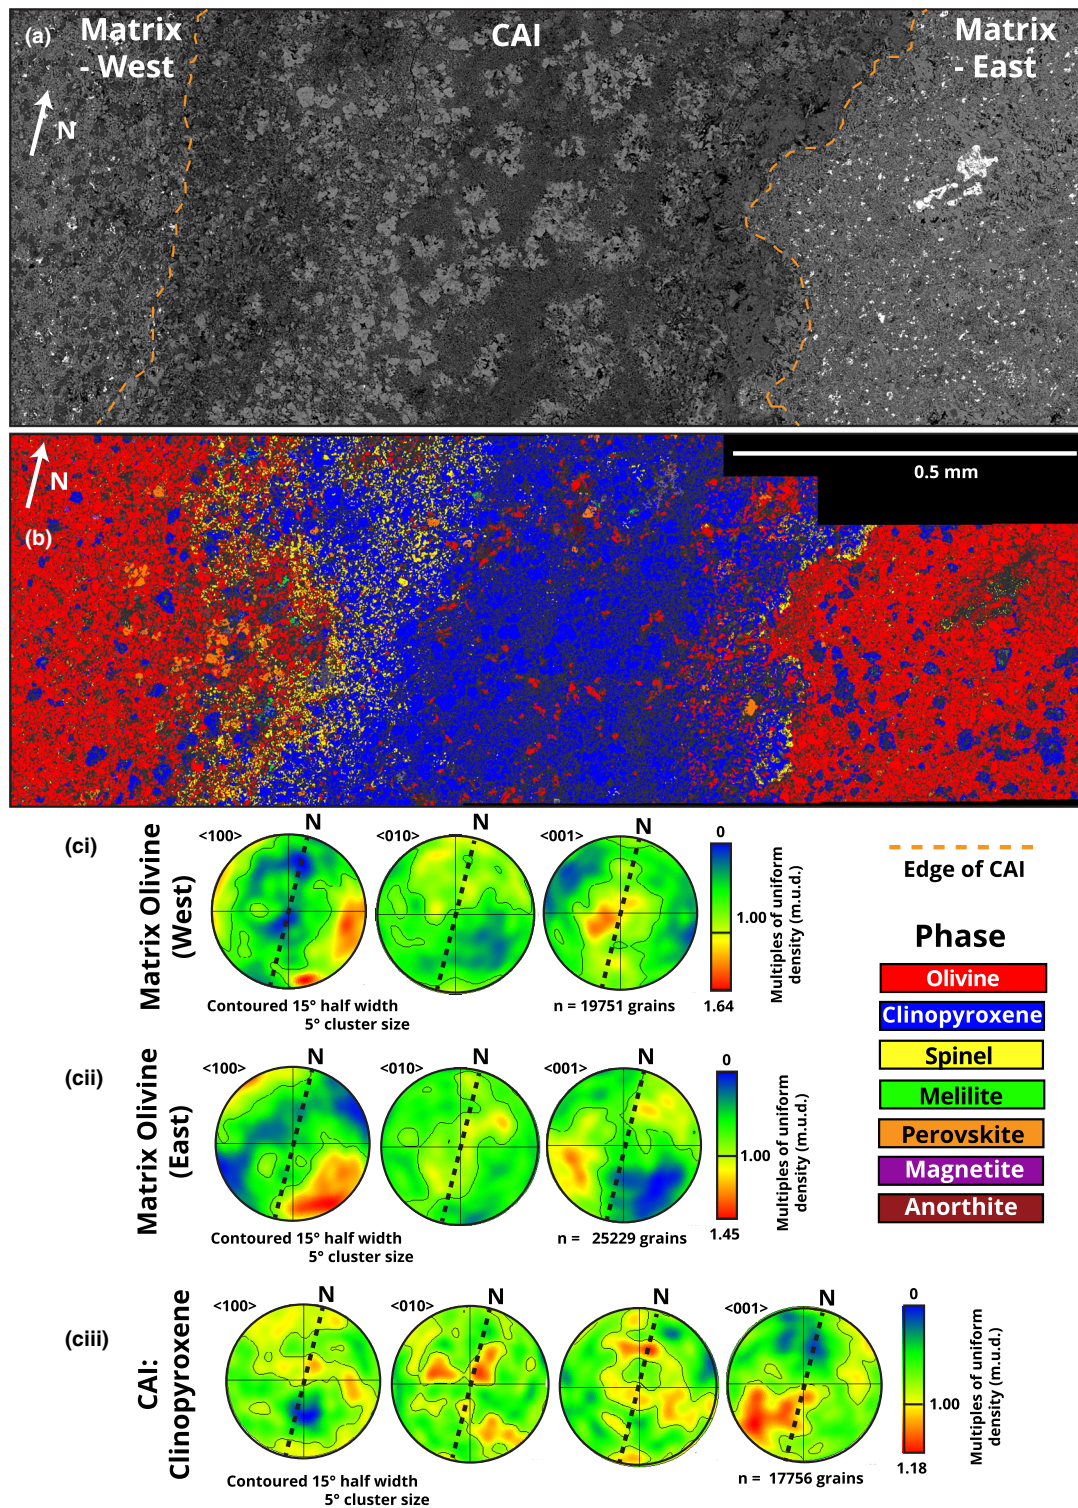 (a)
Matrix
- West
CAI
Matrix
- East
N
N
(b)
0.5 mm
(ci)
Matrix Olivine
(West)
<100>
N
<010>
N
<001>
N
0
1.00
1.64
Multiples of uniform
density (m.u.d.)
Contoured 15° half width
5° cluster size
n = 19751 grains
Edge of CAI
Phase
Olivine
Clinopyroxene
Spinel
Melilite
Perovskite
Magnetite
Anorthite
(cii)
Matrix Olivine
(East)
<100>
N
<010>
N
<001>
N
0
1.00
1.45
Multiples of uniform
density (m.u.d.)
Contoured 15° half width
5° cluster size
n = 25229 grains
(ciii)
CAI:
Clinopyroxene
<100>
N
<010>
N
N
<001>
N
0
1.00
1.18
Multiples of uniform
density (m.u.d.)
Contoured 15° half width
5° cluster size
n = 17756 grains